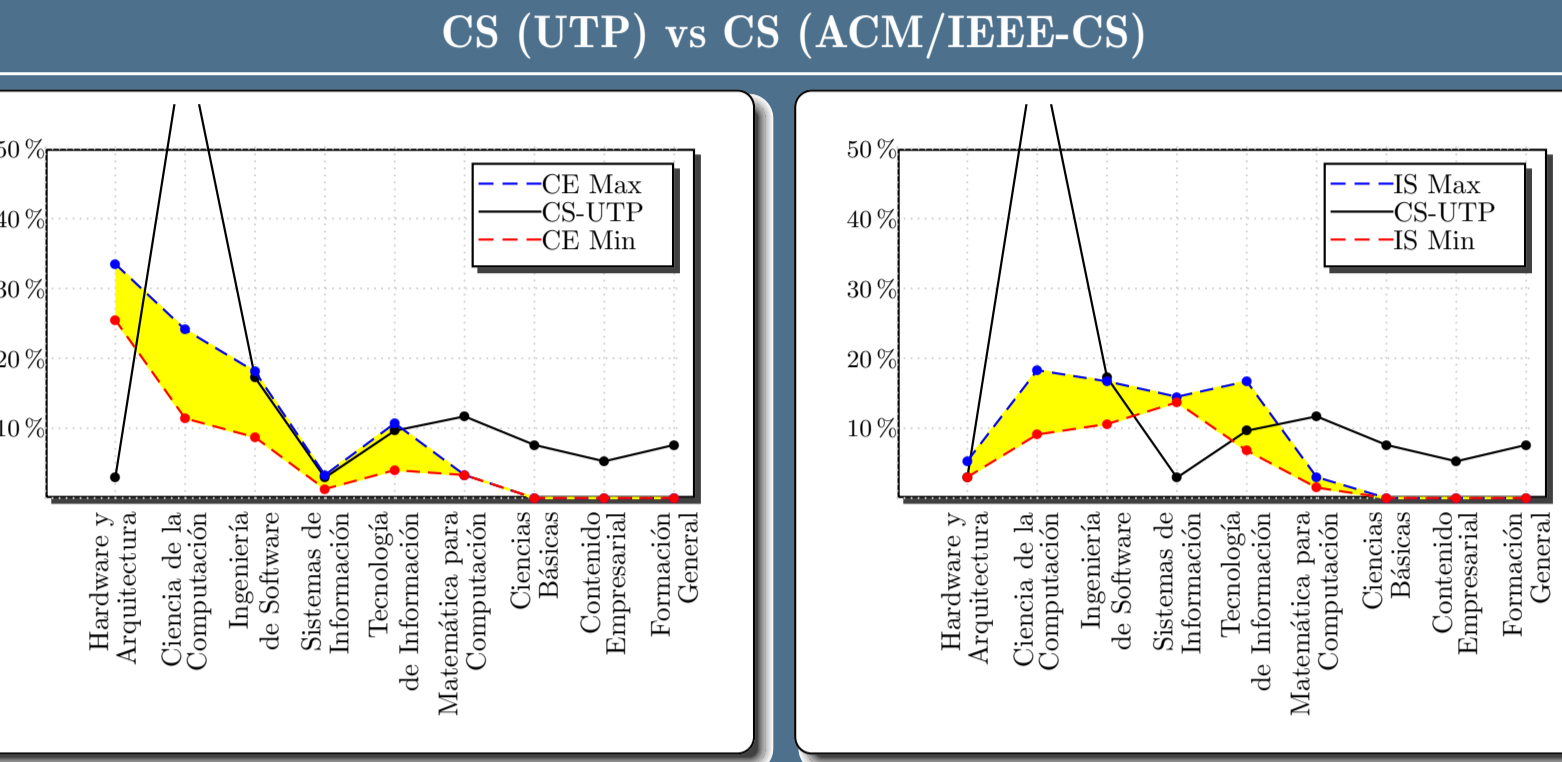 CS (UTP) vs CS (ACM/IEEE-CS)
50 %
40 %
30 %
20 %
10 %
CE Max
CS-UTP
CE Min
Hardware y
Arquitectura
Ciencia de la
Computación
Ingeniería
de Software
Sistemas de
Información
Tecnología
de Información
Matemática para
Computación
Ciencias
Básicas
Contenido
Empresarial
Formación
General
50 %
40 %
30 %
20 %
10 %
IS Max
CS-UTP
IS Min
Hardware y
Arquitectura
Ciencia de la
Computación
Ingeniería
de Software
Sistemas de
Información
Tecnología
de Información
Matemática para
Computación
Ciencias
Básicas
Contenido
Empresarial
Formación
General